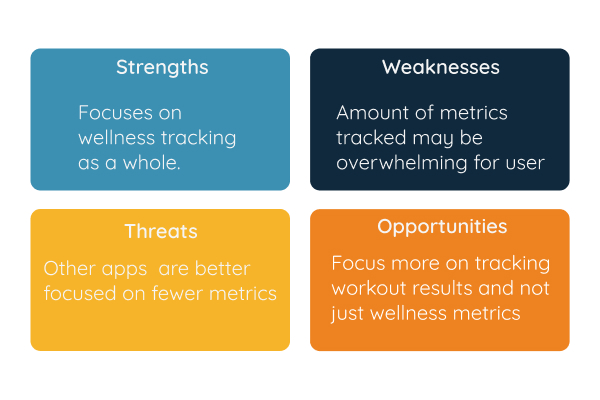 Strengths
Focuses on
wellness tracking
as a whole.
Weaknesses
Amount of metrics
tracked may be
overwhelming for user
Threats
Other apps  are better
focused on fewer metrics
Opportunities
Focus more on tracking
workout results and not
just wellness metrics